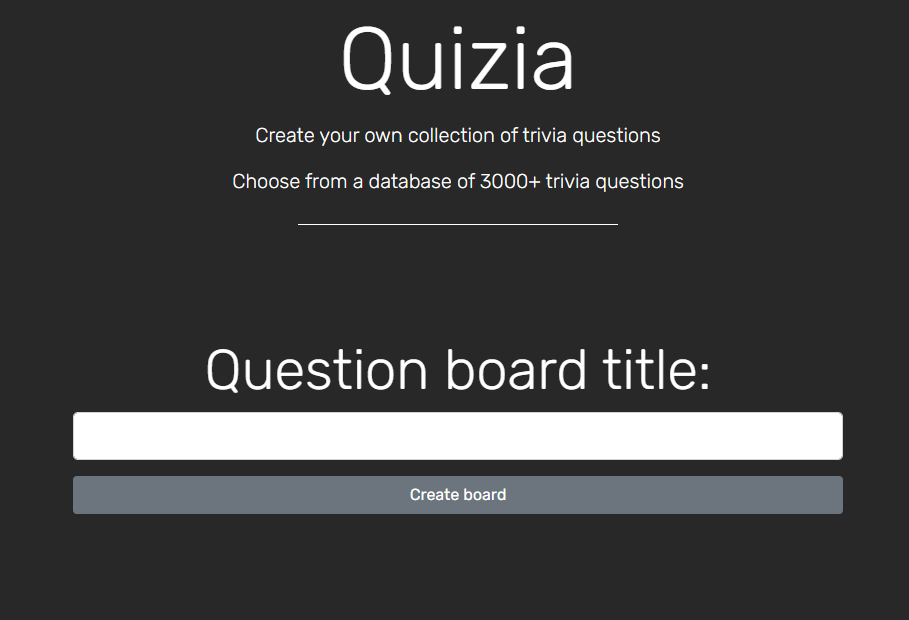 Quizia
Create your own collection of trivia questions
Choose from a database of 3000+ trivia questions
Question board title:
Create board